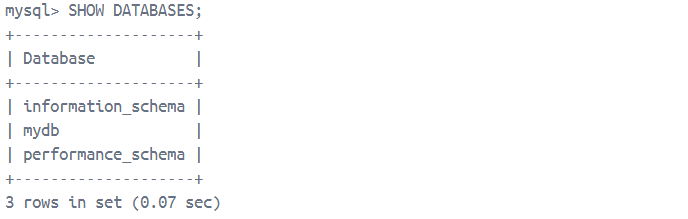 mysql> SHOW DATABASES;
+--------------------+
| Database           |
+--------------------+
| information_schema |
| mydb               |
| performance_schema |
+--------------------+
3 rows in set (0.07 sec)